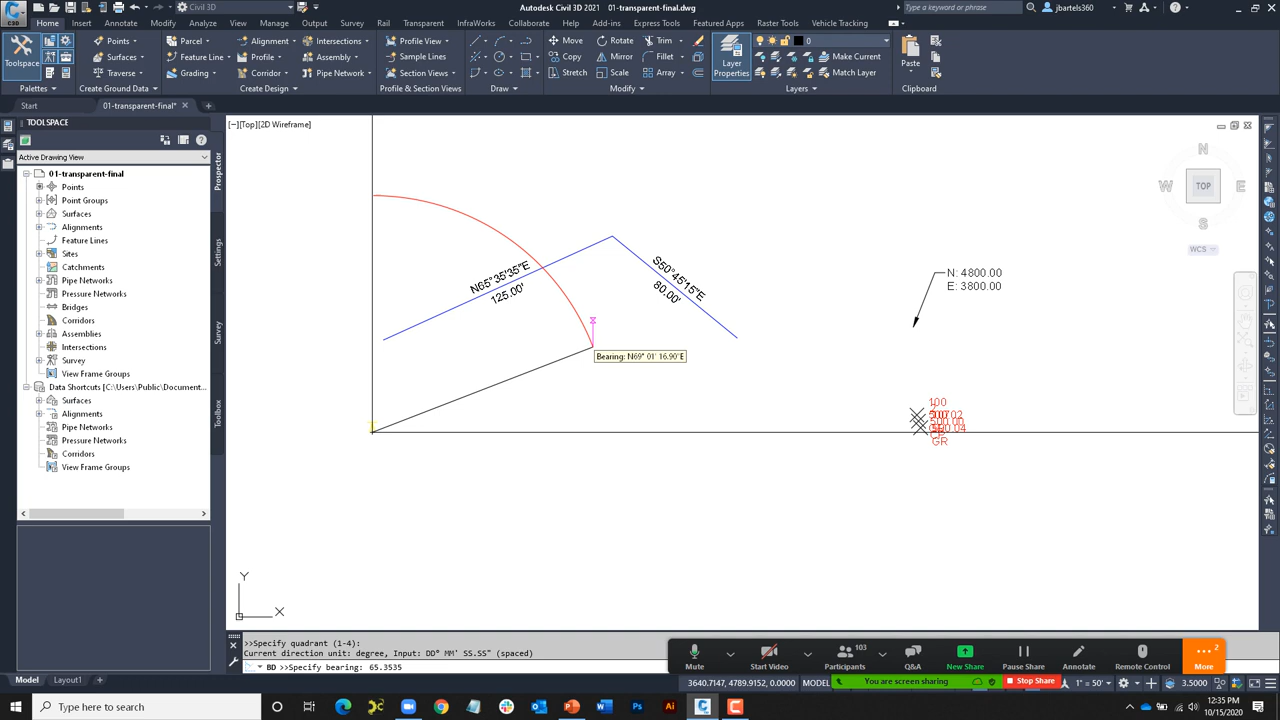 C3D
Civil 3D
Autodesk Civil 3D 2021 01-transparent-final.dwg
Type a keyword or phrase
jbartels360
Home Insert Annotate Modify Analyze View Manage Output Survey Rail Transparent InfraWorks Collaborate Help Add-ins Express Tools Featured Apps Raster Tools Vehicle Tracking
Toolspace
Points
Surfaces
Traverse
Parcel
Feature Line
Grading
Alignment
Profile
Corridor
Intersections
Assembly
Pipe Network
Profile View
Sample Lines
Section Views
Move
Copy
Stretch
Rotate
Mirror
Scale
Trim
Fillet
Array
Layer
Properties
0
Make Current
Match Layer
Paste
Palettes
Create Ground Data
Create Design
Profile & Section Views
Draw
Modify
Layers
Clipboard
Start
01-transparent-final*
TOOLSPACE
Active Drawing View
01-transparent-final
Points
Point Groups
Surfaces
Alignments
Feature Lines
Sites
Catchments
Pipe Networks
Pressure Networks
Bridges
Corridors
Assemblies
Intersections
Survey
View Frame Groups
Data Shortcuts [C:\Users\Public\Document...
Surfaces
Alignments
Pipe Networks
Pressure Networks
Corridors
View Frame Groups
Prospector
Settings
Survey
Toolbox
[−][Top][2D Wireframe]
N
W
TOP
E
S
WCS
N65°35'35"E
125.00'
S50°45'15"E
80.00'
N: 4800.00
E: 3800.00
Bearing: N69° 01' 16.90"E
100
GR
Y
X
>>Specify quadrant (1-4):
Current direction unit: degree, Input: DD° MM' SS.SS" (spaced)
BD >>Specify bearing: 65.3535
Mute
Start Video
103
Participants
Q&A
New Share
Pause Share
Annotate
Remote Control
2
More
Model
Layout1
3640.7147, 4789.9152, 0.0000
MODEL
You are screen sharing
Stop Share
1" = 50'
3.5000
Type here to search
12:35 PM
10/15/2020